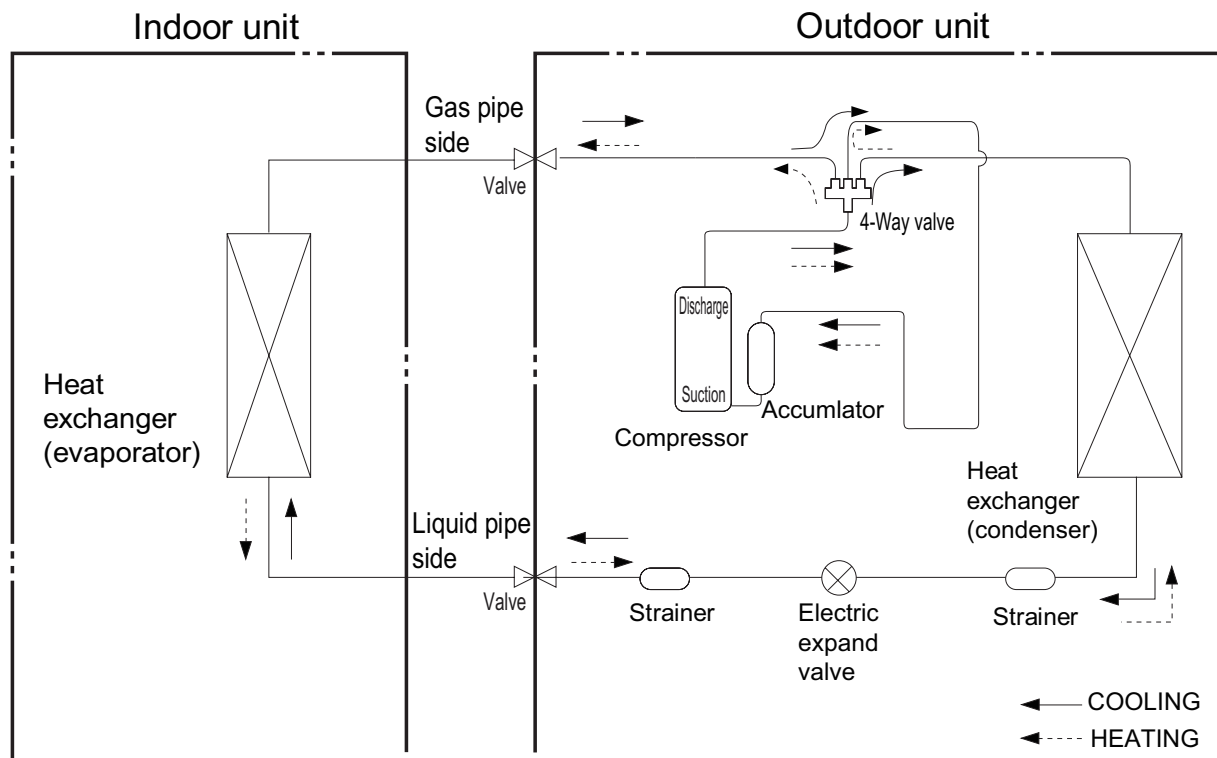 Indoor unit
Outdoor unit
Gas pipe
side
Valve
4-Way valve
Discharge
Suction
Compressor
Accumlator
Heat
exchanger
(evaporator)
Heat
exchanger
(condenser)
Liquid pipe
side
Valve
Strainer
Electric
expand
valve
Strainer
COOLING
HEATING